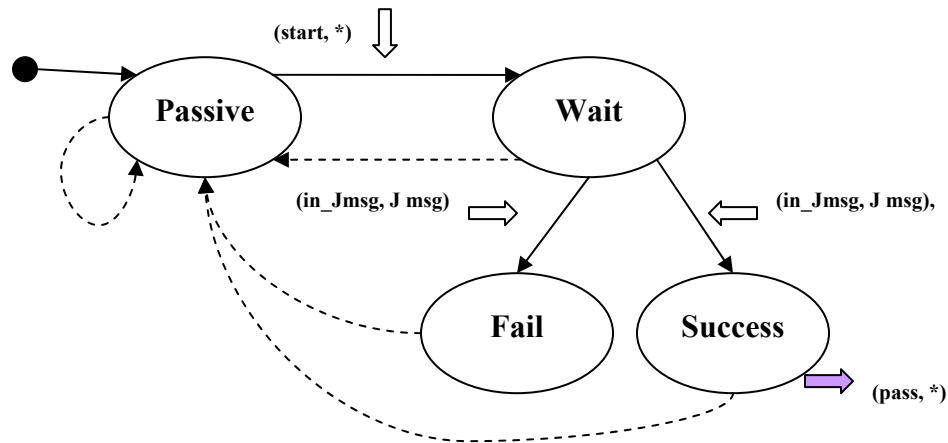 (start, *)
Passive
Wait
(in_Jmsg, J msg)
(in_Jmsg, J msg),
Fail
Success
(pass, *)